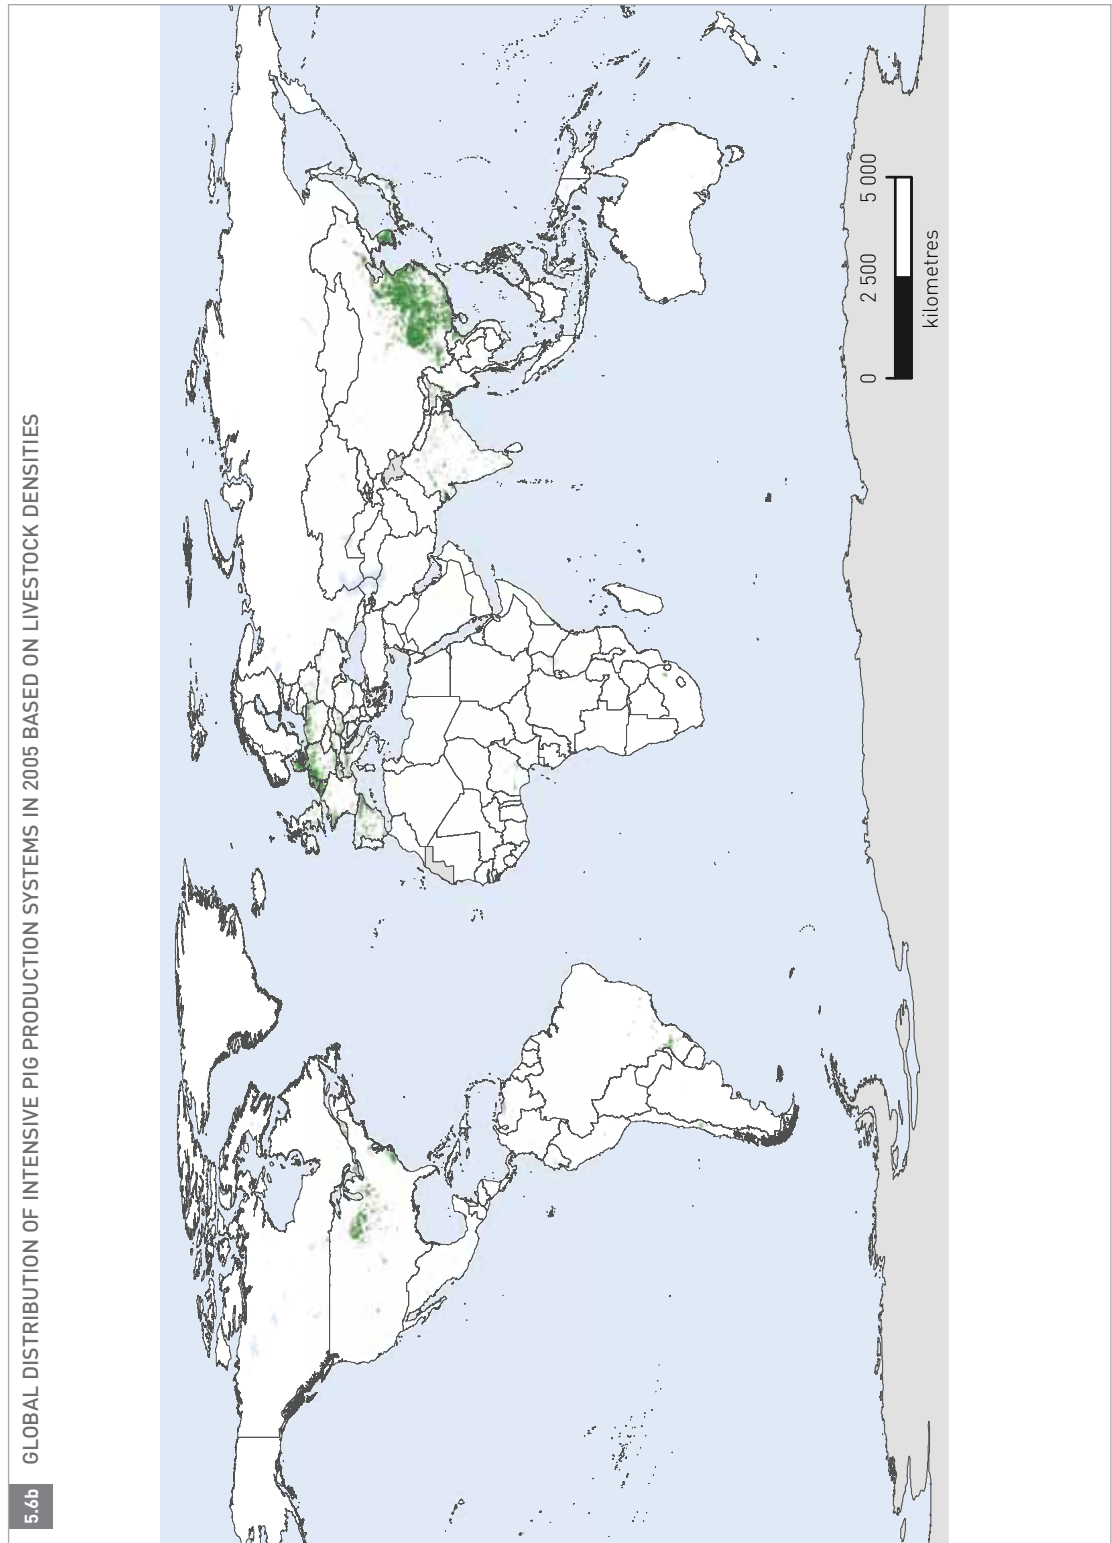 5.6b GLOBAL DISTRIBUTION OF INTENSIVE PIG PRODUCTION SYSTEMS IN 2005 BASED ON LIVESTOCK DENSITIES
0 2 500 5 000
kilometres